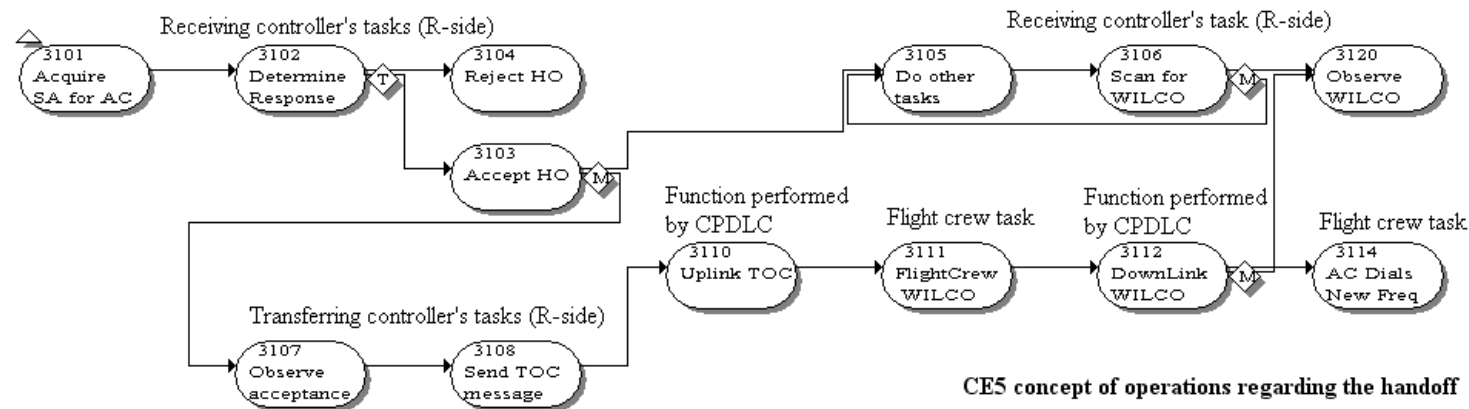 Receiving controller's tasks (R-side)
Receiving controller's task (R-side)
3101
Acquire
SA for AC
3102
Determine
Response
T
3104
Reject HO
3105
Do other
tasks
3106
Scan for
WILCO
M
3120
Observe
WILCO
3103
Accept HO
M
Function performed
by CPDLC
3110
Uplink TOC
Flight crew task
3111
FlightCrew
WILCO
Function performed
by CPDLC
3112
DownLink
WILCO
M
Flight crew task
3114
AC Dials
New Freq
Transferring controller's tasks (R-side)
3107
Observe
acceptance
3108
Send TOC
message
CE5 concept of operations regarding the handoff